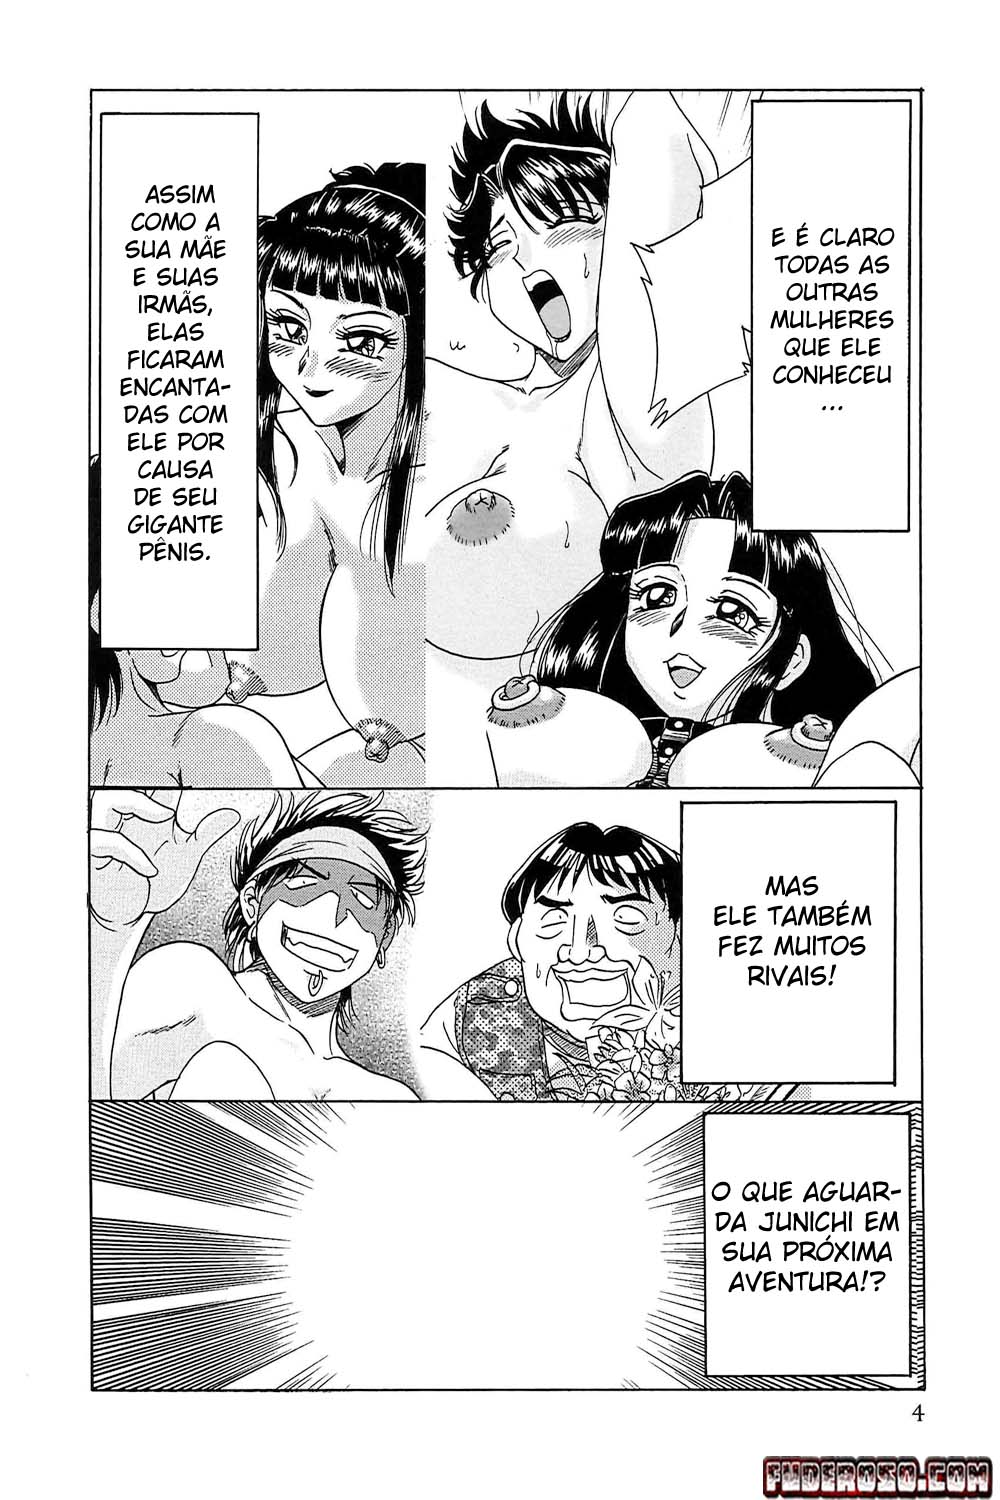 E É CLARO
TODAS AS
OUTRAS
MULHERES
QUE ELE
CONHECEU
...
ASSIM
COMO A
SUA MÃE
E SUAS
IRMÃS,
ELAS
FICARAM
ENCANTA-
DAS COM
ELE POR
CAUSA
DE SEU
GIGANTE
PÊNIS.
MAS
ELE TAMBÉM
FEZ MUITOS
RIVAIS!
O QUE AGUAR-
DA JUNICHI EM
SUA PRÓXIMA
AVENTURA!?
4
FUDEROSO.COM